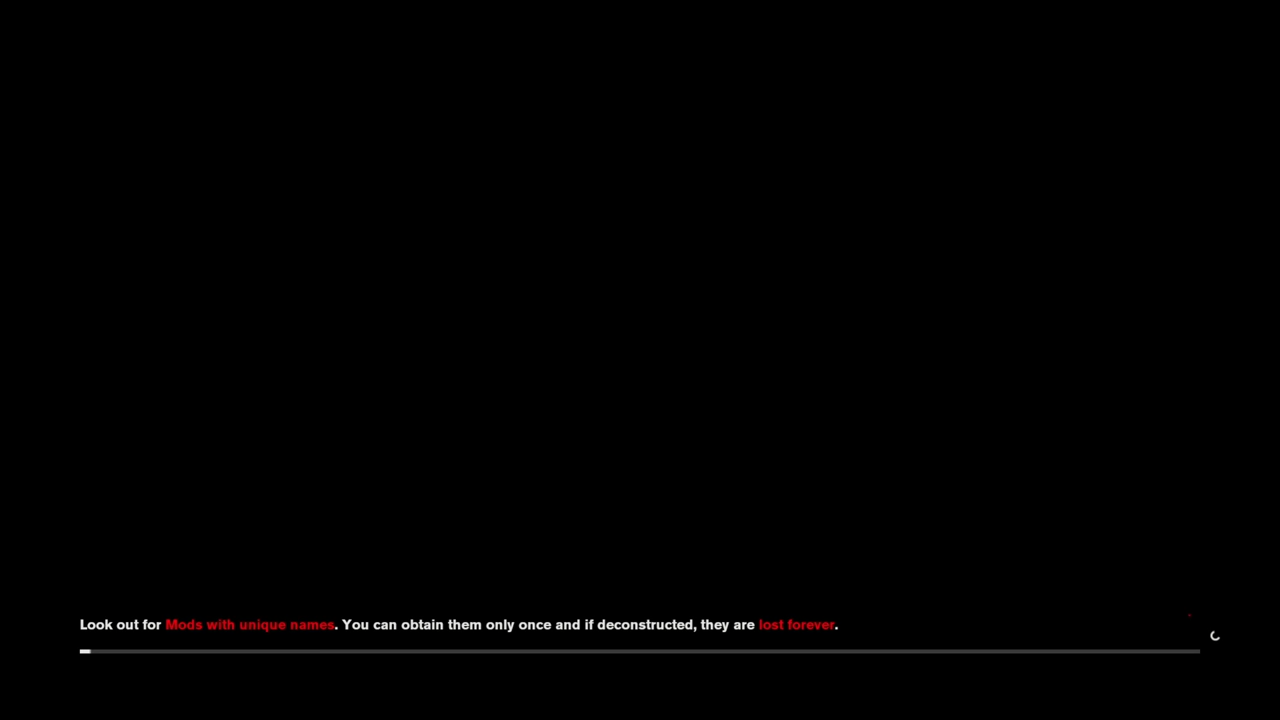 Look out for Mods with unique names. You can obtain them only once and if deconstructed, they are lost forever.